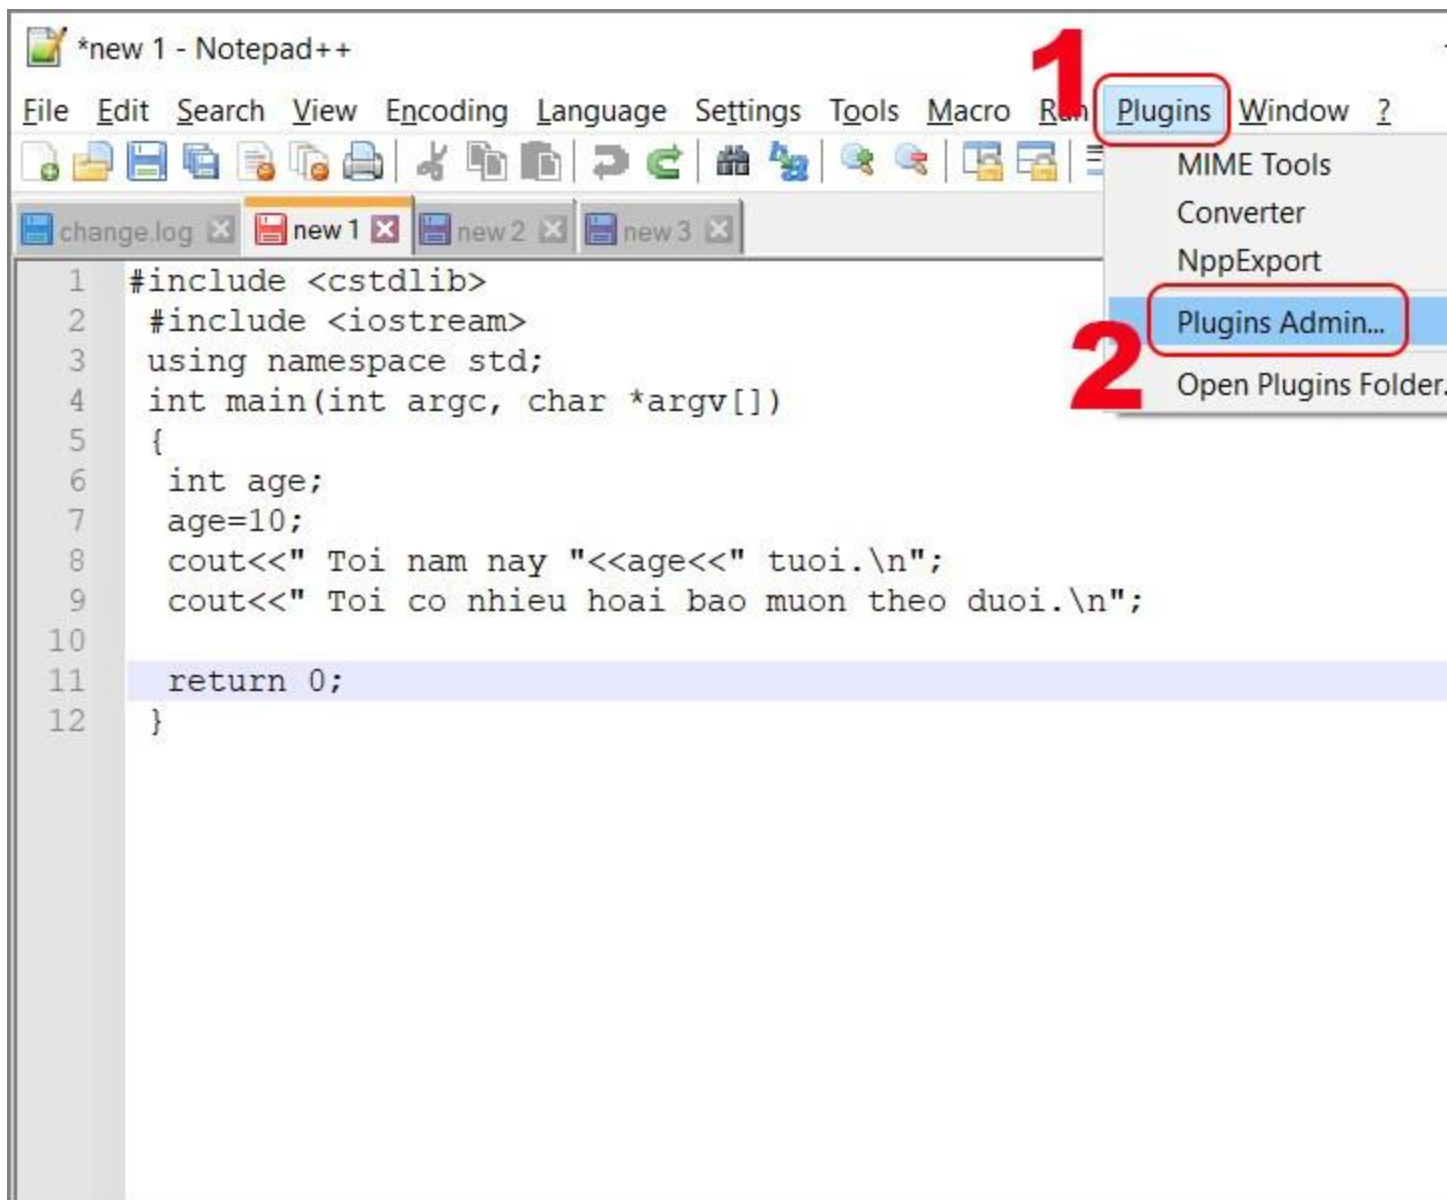 *new 1 - Notepad++
1
File Edit Search View Encoding Language Settings Tools Macro Run Plugins Window ?
MIME Tools
Converter
NppExport
Plugins Admin...
2
Open Plugins Folder.
change.log new 1 new 2 new 3
1 #include <cstdlib>
2 #include <iostream>
3 using namespace std;
4 int main(int argc, char *argv[])
5 {
6 int age;
7 age=10;
8 cout<<" Toi nam nay "<<age<<" tuoi.\n";
9 cout<<" Toi co nhieu hoai bao muon theo duoi.\n";
10
11 return 0;
12 }